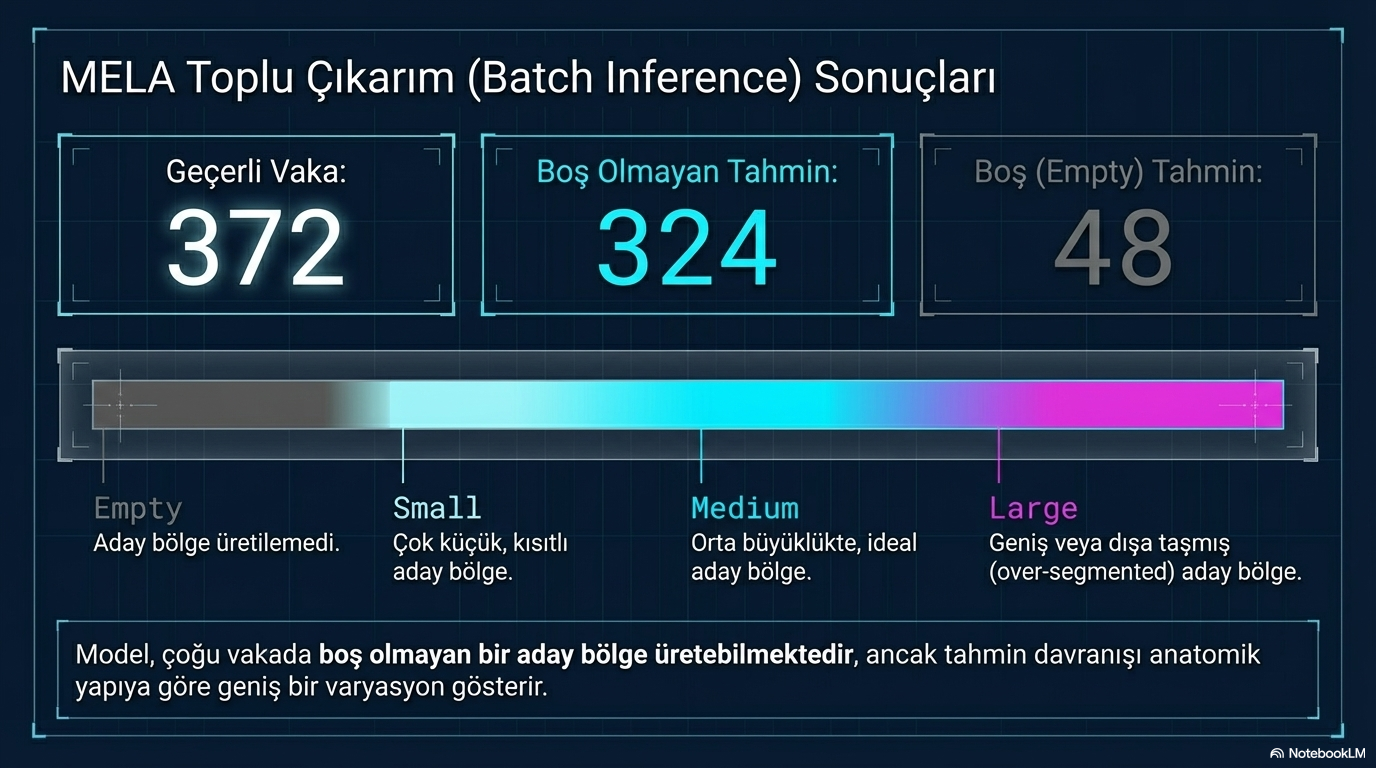 MELA Toplu Çıkarım (Batch Inference) Sonuçları
Geçerli Vaka:
372
Boş Olmayan Tahmin:
324
Boş (Empty) Tahmin:
48
Empty
Aday bölge üretilemedi.
Small
Çok küçük, kısıtlı
aday bölge.
Medium
Orta büyüklükte, ideal
aday bölge.
Large
Geniş veya dışa taşmış
(over-segmented) aday bölge.
Model, çoğu vakada boş olmayan bir aday bölge üretebilmektedir, ancak tahmin davranışı anatomik
yapıya göre geniş bir varyasyon gösterir.
NotebookLM